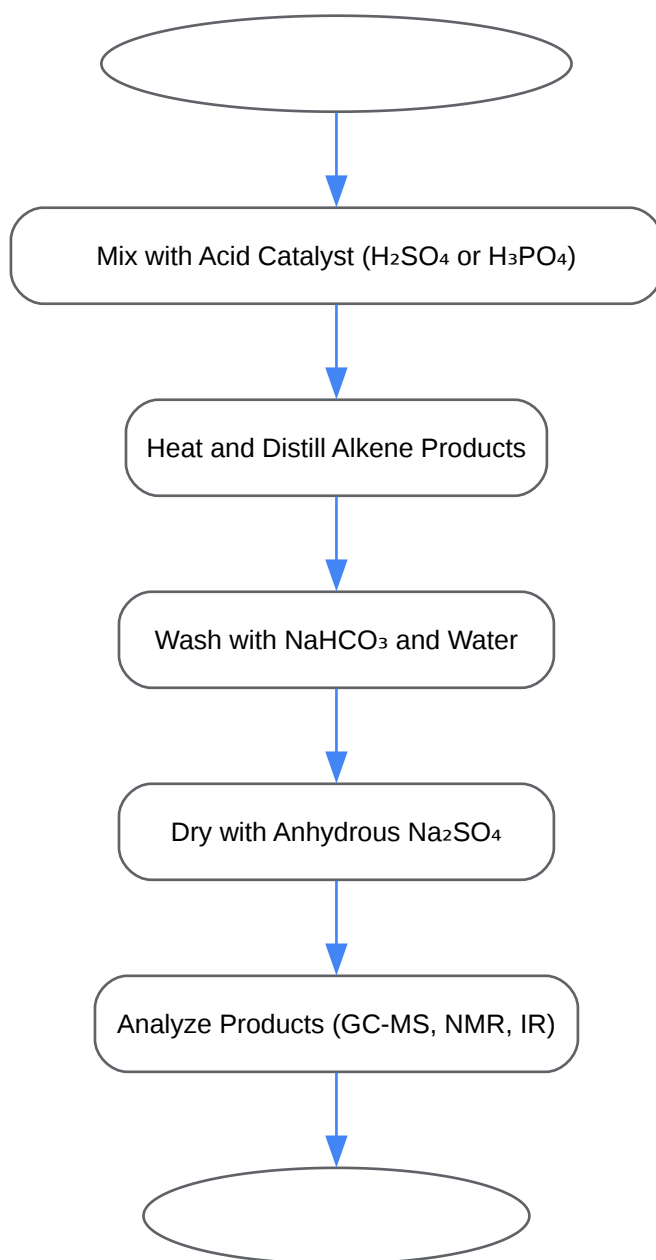 Mix with Acid Catalyst (H₂SO₄ or H₃PO₄)
Heat and Distill Alkene Products
Wash with NaHCO₃ and Water
Dry with Anhydrous Na₂SO₄
Analyze Products (GC-MS, NMR, IR)